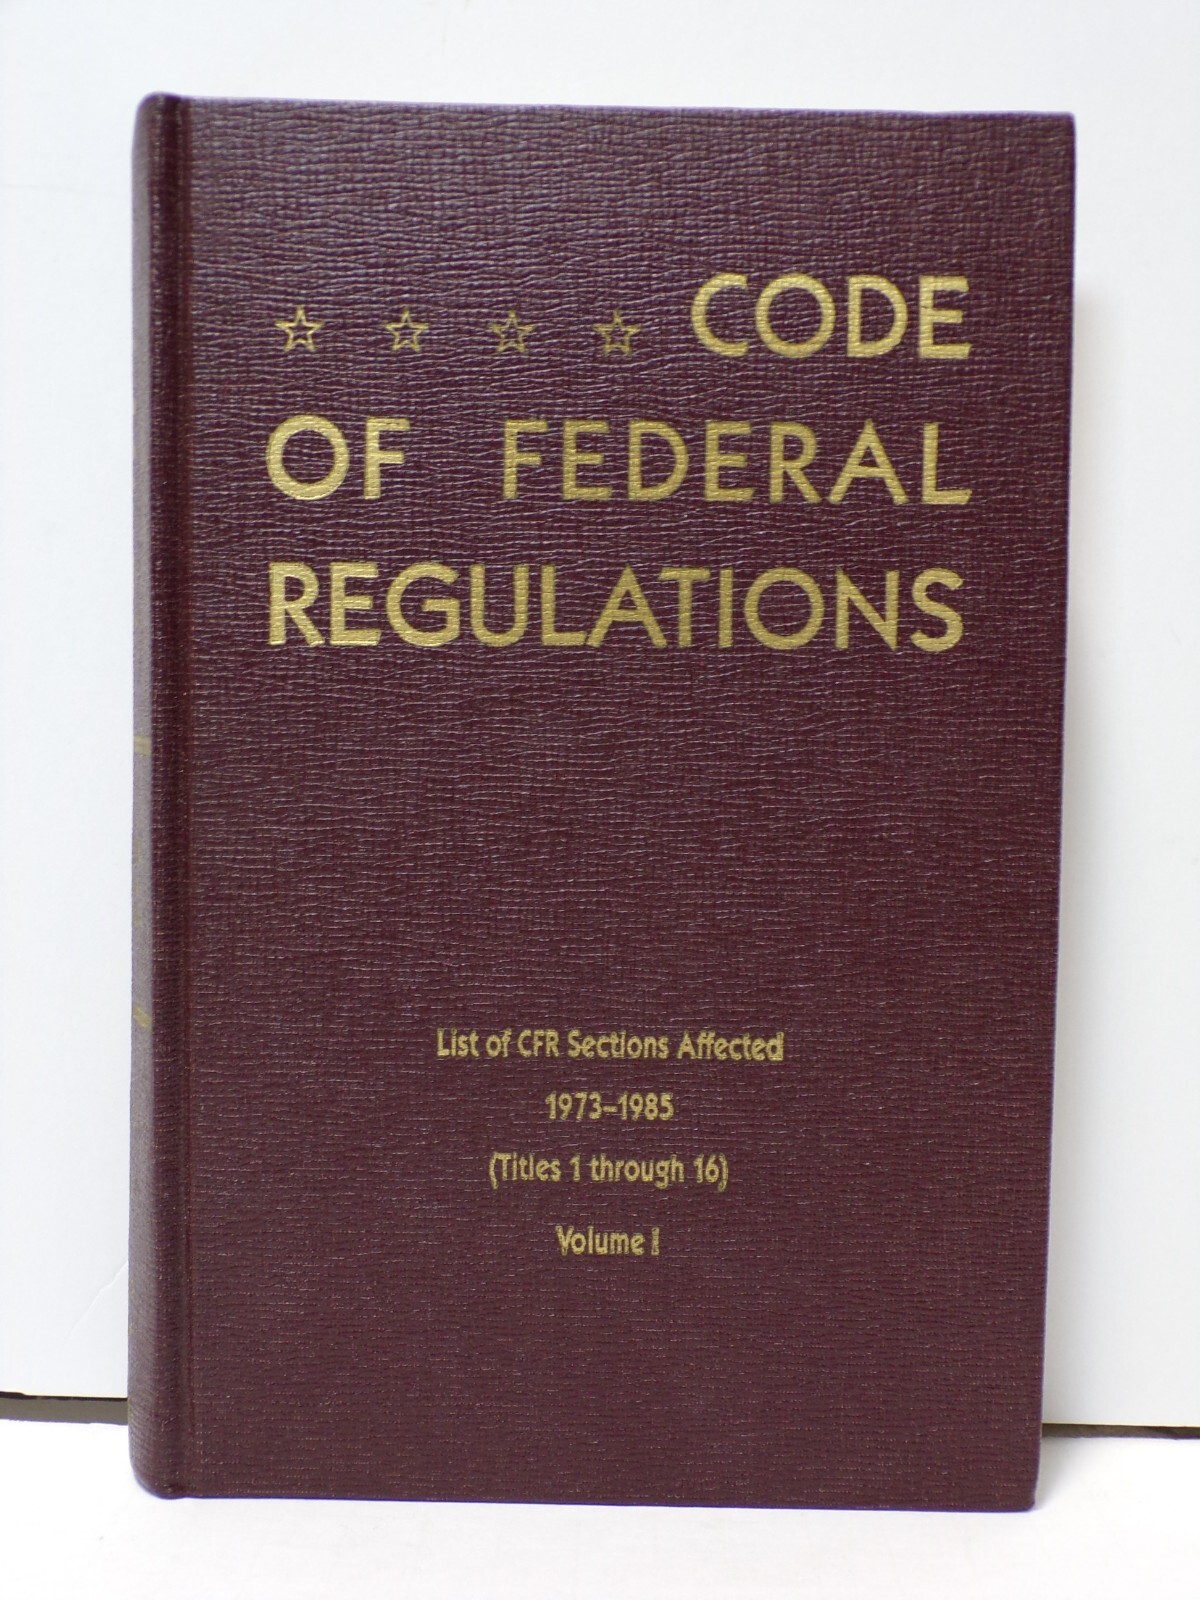 CODE
OF FEDERAL
REGULATIONS
List of CFR Sections Affected
1973–1985
(Titles 1 through 16)
Volume I